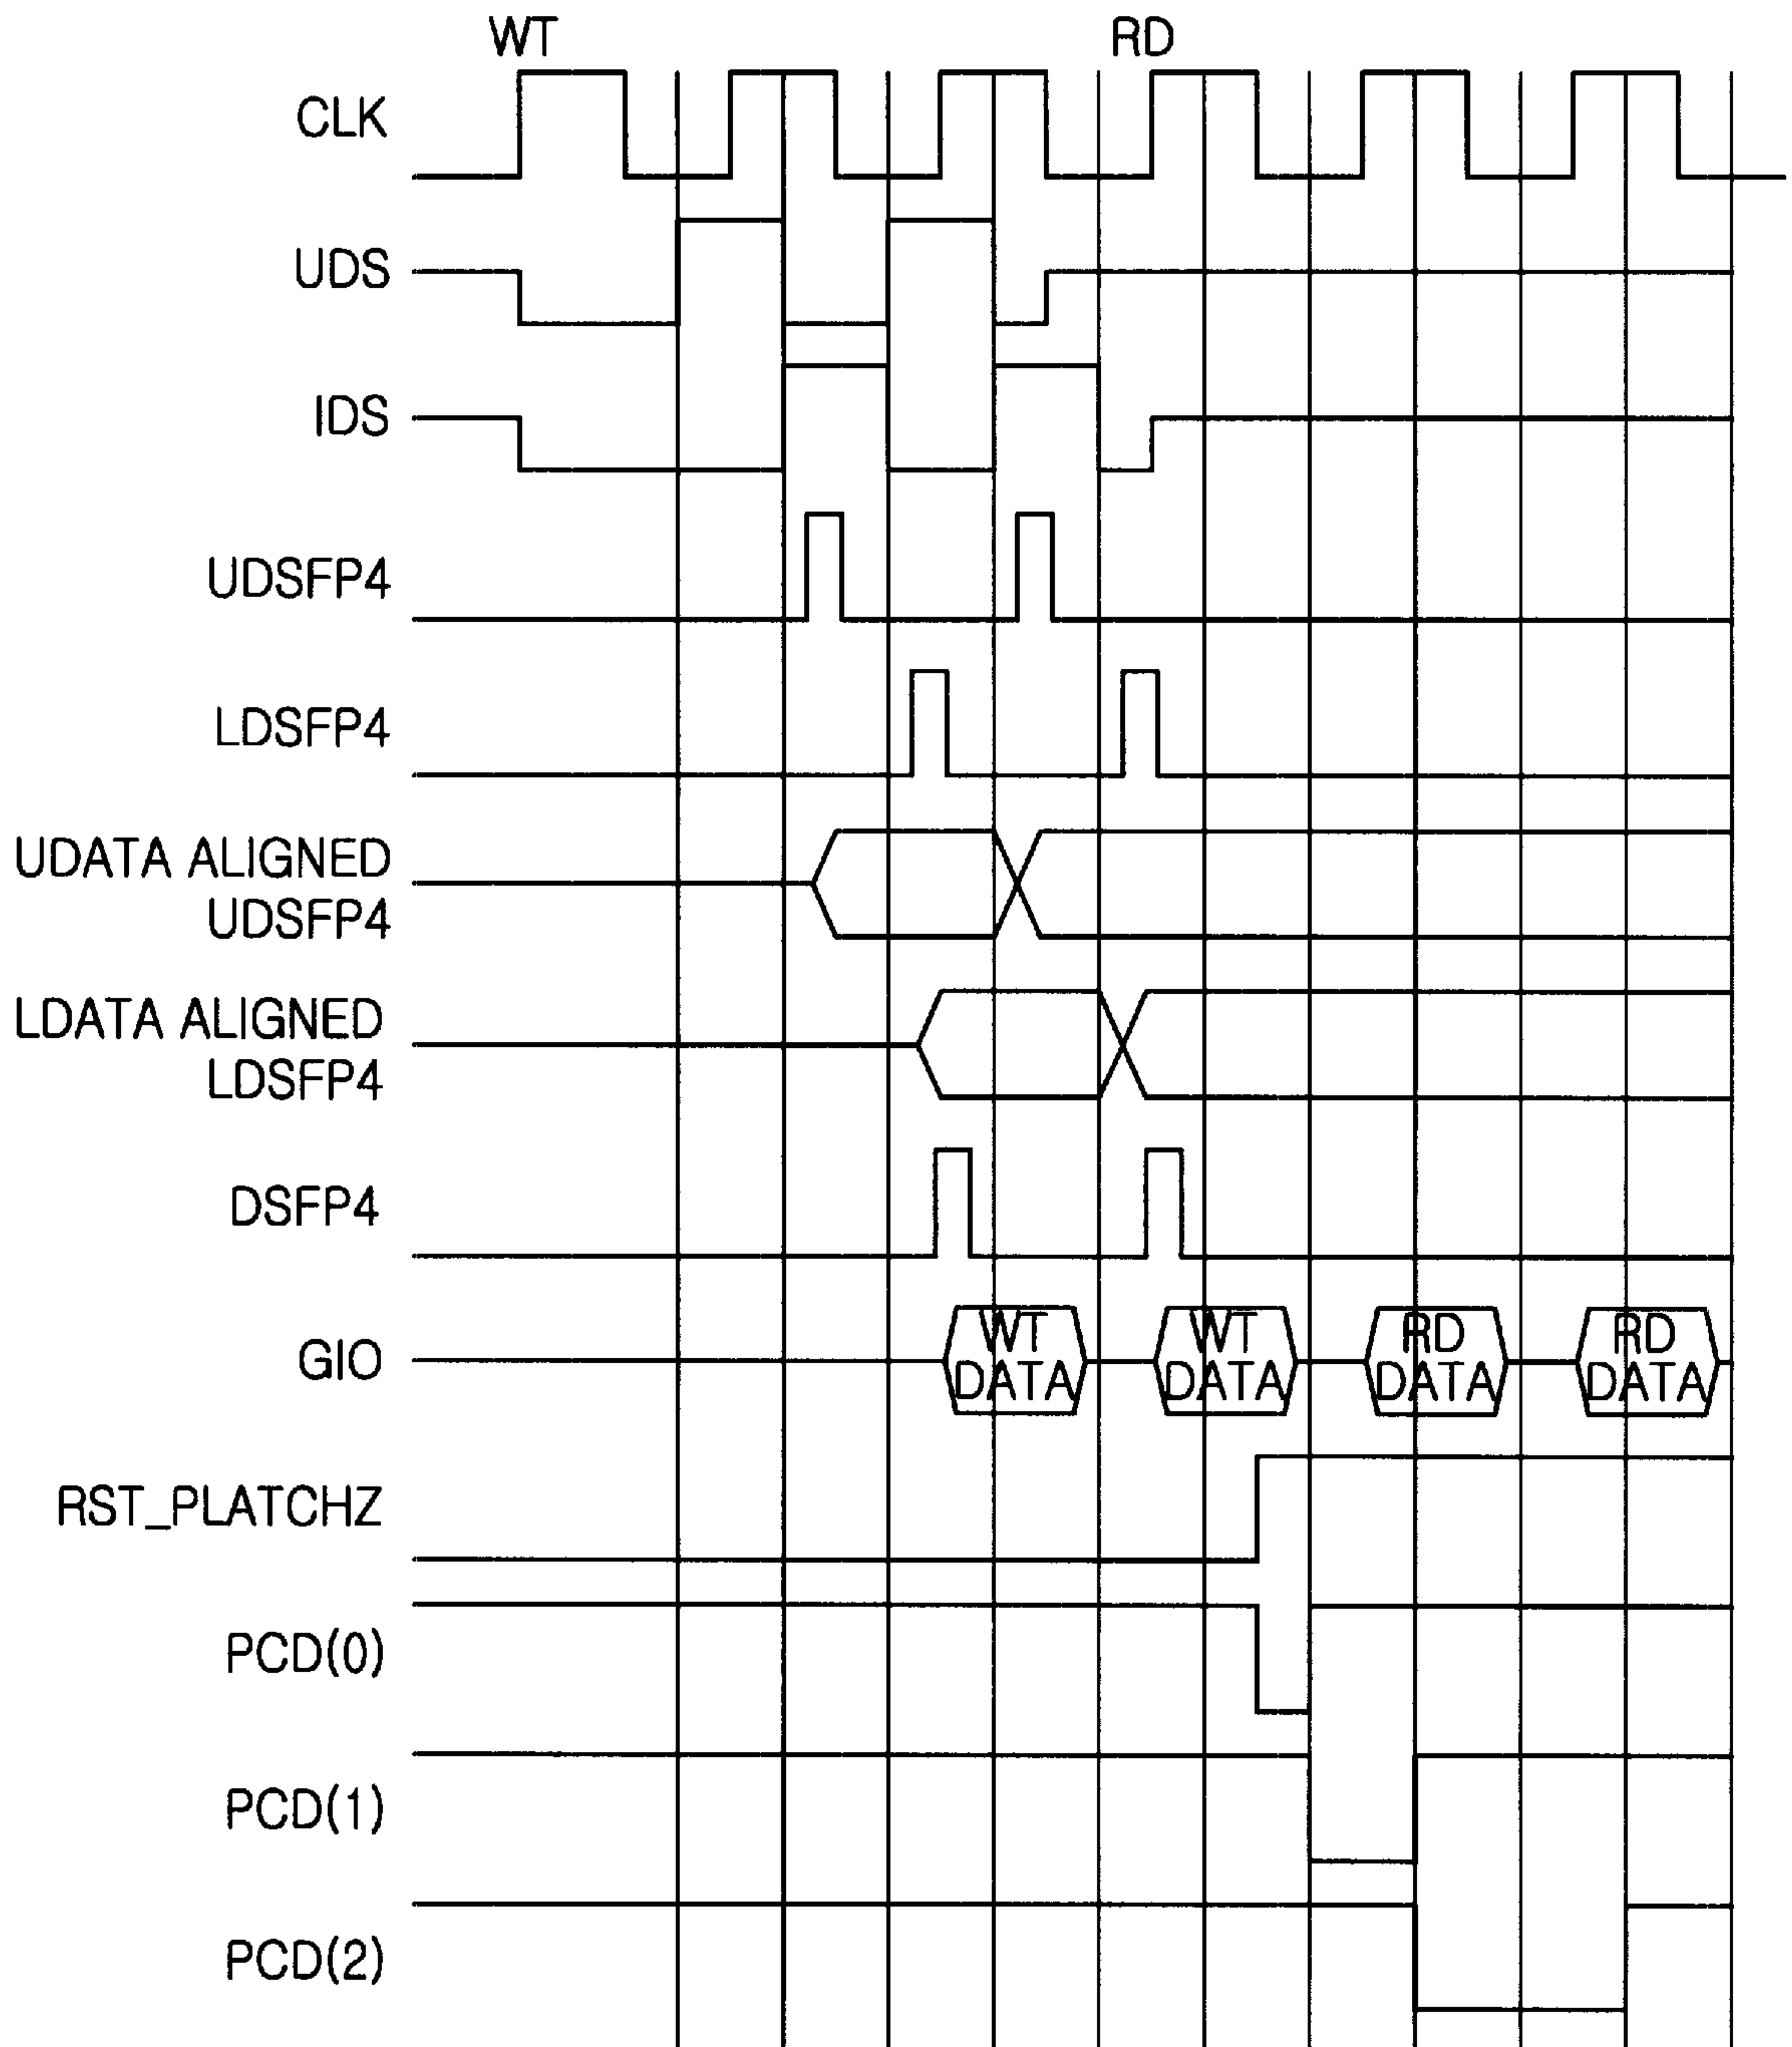 WT
RD
CLK
UDS
IDS
UDSFP4
LDSFP4
UDATA ALIGNED
UDSFP4
LDATA ALIGNED
LDSFP4
DSFP4
GIO
WT
DATA
WT
DATA
RD
DATA
RD
DATA
RST_PLATCHZ
PCD(0)
PCD(1)
PCD(2)